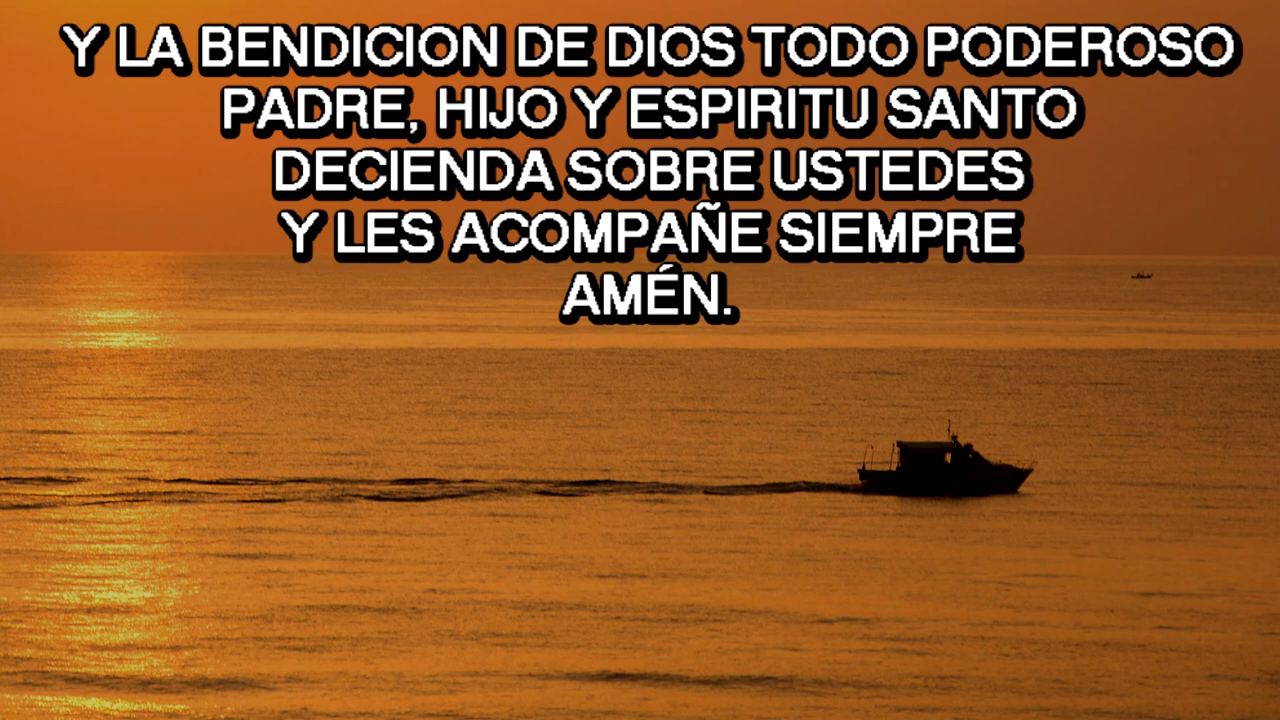 Y LA BENDICION DE DIOS TODO PODEROSO
PADRE, HIJO Y ESPIRITU SANTO
DECIENDA SOBRE USTEDES
Y LES ACOMPAÑE SIEMPRE
AMÉN.